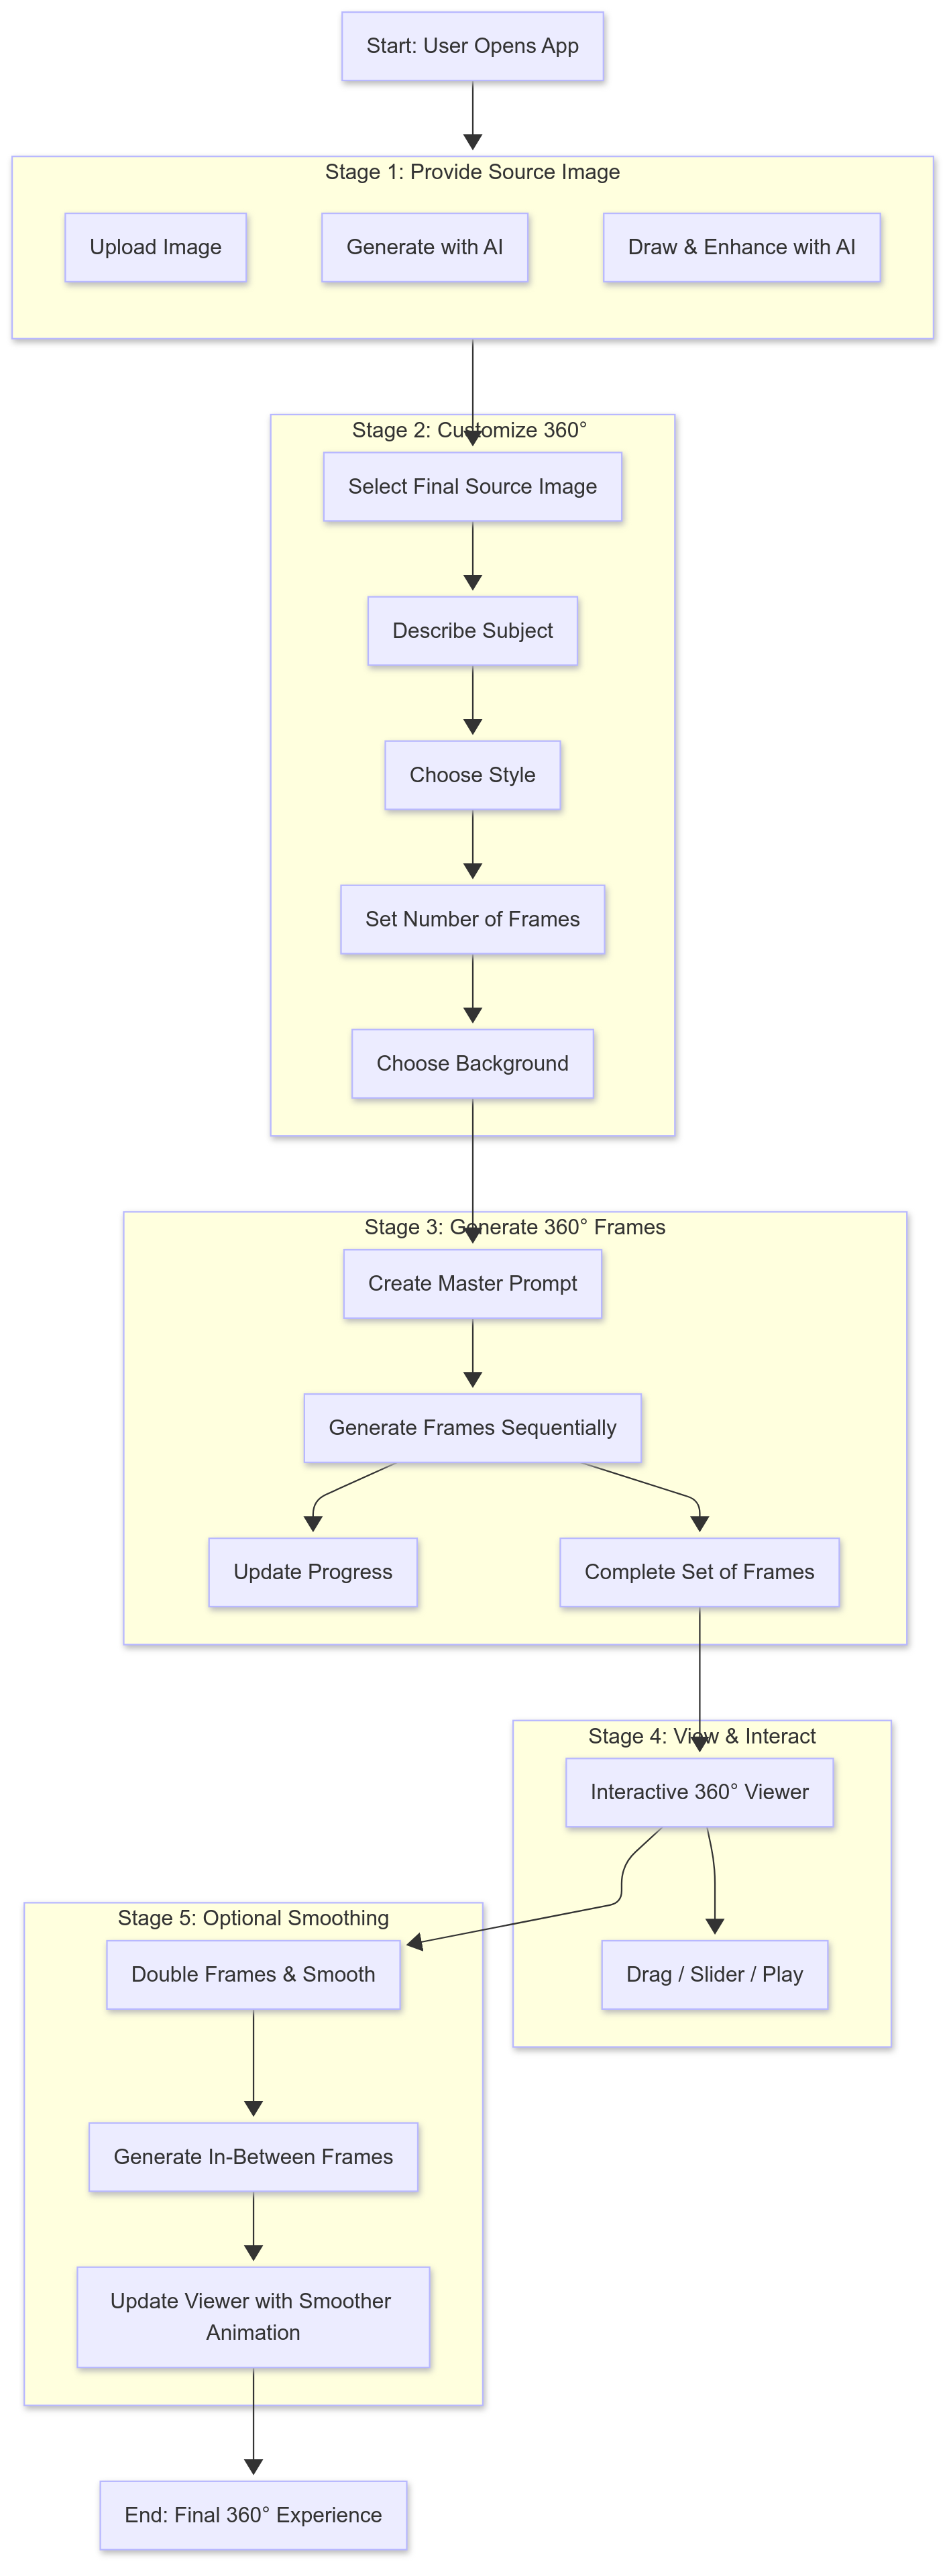 Start: User Opens App
Stage 1: Provide Source Image
Upload Image
Generate with AI
Draw & Enhance with AI
Stage 2: Customize 360°
Select Final Source Image
Describe Subject
Choose Style
Set Number of Frames
Choose Background
Stage 3: Generate 360° Frames
Create Master Prompt
Generate Frames Sequentially
Update Progress
Complete Set of Frames
Stage 4: View & Interact
Interactive 360° Viewer
Drag / Slider / Play
Stage 5: Optional Smoothing
Double Frames & Smooth
Generate In-Between Frames
Update Viewer with Smoother
Animation
End: Final 360° Experience